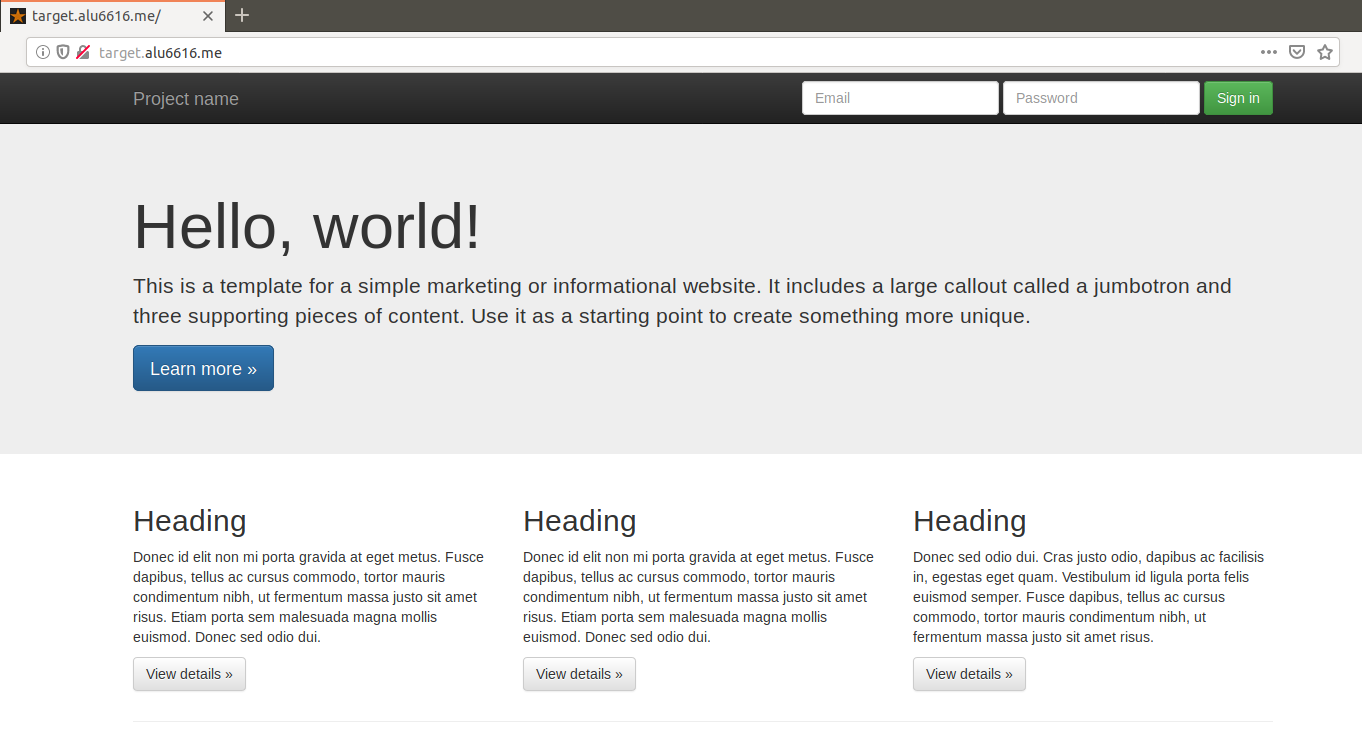 target.alu6616.me/
target.alu6616.me
Project name
Email
Password
Sign in
Hello, world!
This is a template for a simple marketing or informational website. It includes a large callout called a jumbotron and
three supporting pieces of content. Use it as a starting point to create something more unique.
Learn more »
Heading
Donec id elit non mi porta gravida at eget metus. Fusce
dapibus, tellus ac cursus commodo, tortor mauris
condimentum nibh, ut fermentum massa justo sit amet
risus. Etiam porta sem malesuada magna mollis
euismod. Donec sed odio dui.
View details »
Heading
Donec id elit non mi porta gravida at eget metus. Fusce
dapibus, tellus ac cursus commodo, tortor mauris
condimentum nibh, ut fermentum massa justo sit amet
risus. Etiam porta sem malesuada magna mollis
euismod. Donec sed odio dui.
View details »
Heading
Donec sed odio dui. Cras justo odio, dapibus ac facilisis
in, egestas eget quam. Vestibulum id ligula porta felis
euismod semper. Fusce dapibus, tellus ac cursus
commodo, tortor mauris condimentum nibh, ut
fermentum massa justo sit amet risus.
View details »